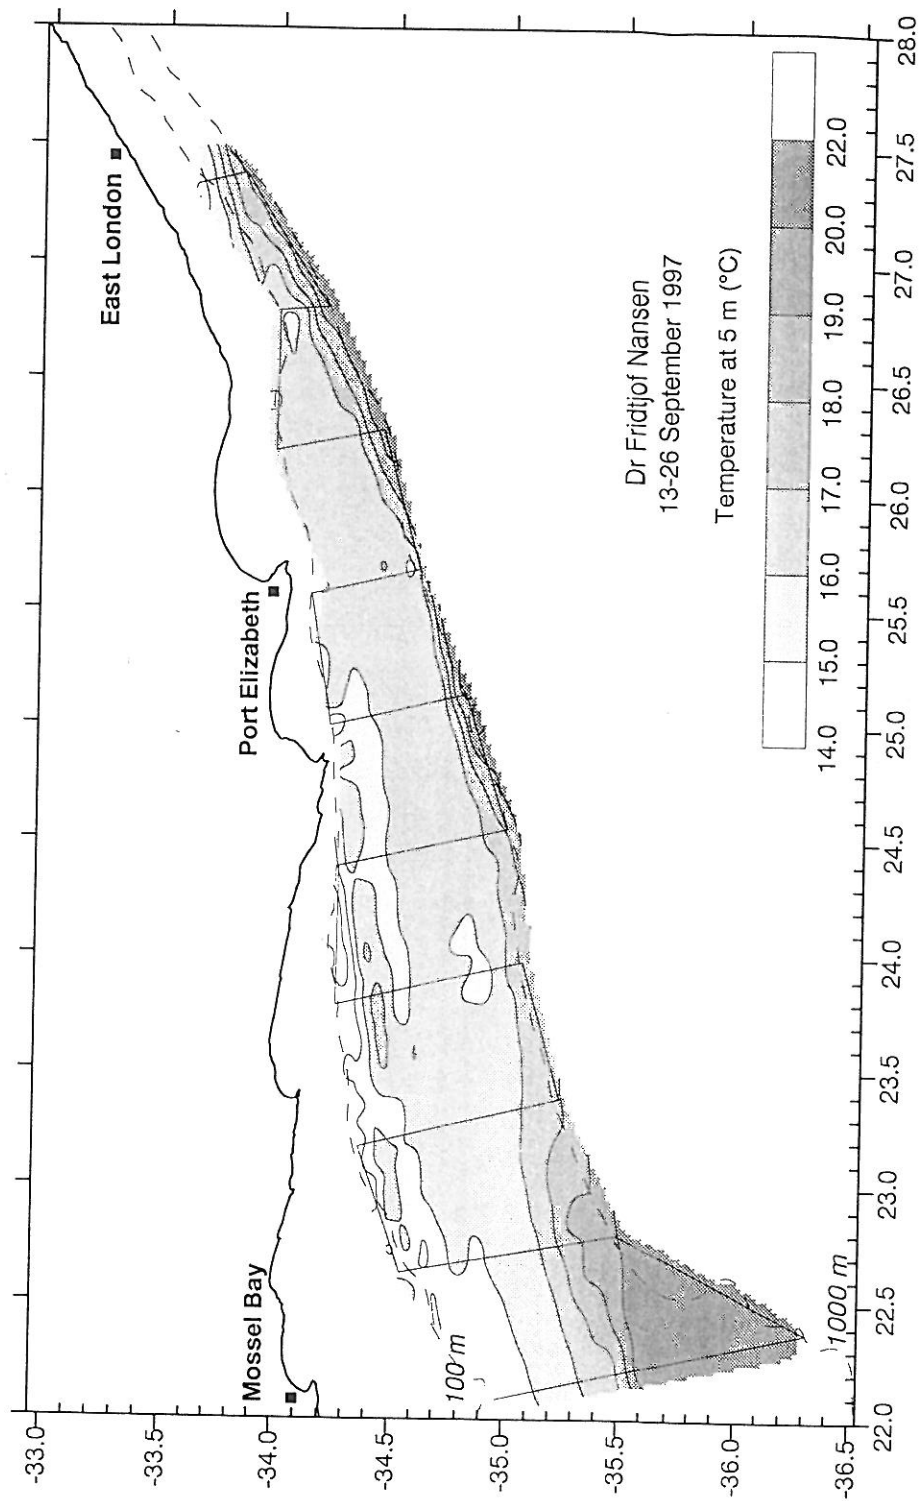 East London
Port Elizabeth
Mossel Bay
100 m
1000 m
Dr Fridtjof Nansen
13-26 September 1997
Temperature at 5 m (°C)
14.0 15.0 16.0 17.0 18.0 19.0 20.0 22.0
-33.0
-33.5
-34.0
-34.5
-35.0
-35.5
-36.0
-36.5
22.0 22.5 23.0 23.5 24.0 24.5 25.0 25.5 26.0 26.5 27.0 27.5 28.0